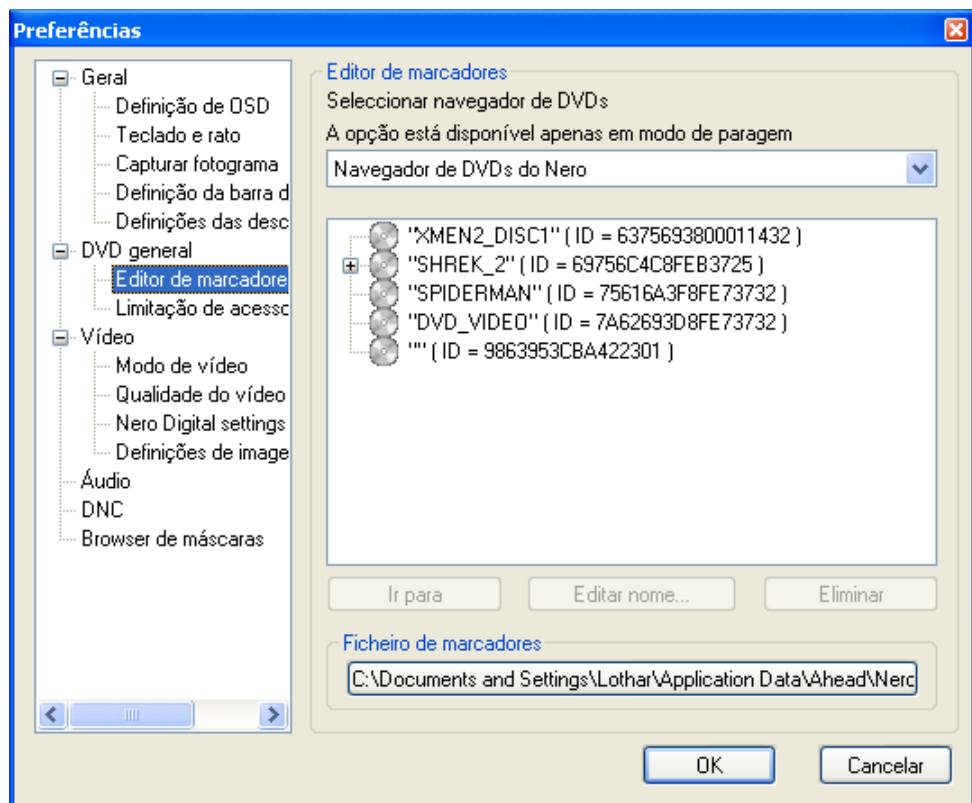 Preferências
Geral
Definição de OSD
Teclado e rato
Capturar fotograma
Definição da barra d
Definições das desc
DVD general
Editor de marcadore
Limitação de acesso
Vídeo
Modo de vídeo
Qualidade do vídeo
Nero Digital settings
Definições de image
Áudio
DNC
Browser de máscaras
Editor de marcadores
Seleccionar navegador de DVDs
A opção está disponível apenas em modo de paragem
Navegador de DVDs do Nero
"XMEN2_DISC1" ( ID = 6375693800011432 )
"SHREK_2" ( ID = 69756C4C8FEB3725 )
"SPIDERMAN" ( ID = 75616A3F8FE73732 )
"DVD_VIDEO" ( ID = 7A62693D8FE73732 )
"" ( ID = 9863953CBA422301 )
Ir para
Editar nome...
Eliminar
Ficheiro de marcadores
C:\Documents and Settings\Lothar\Application Data\Ahead\Nero
OK
Cancelar